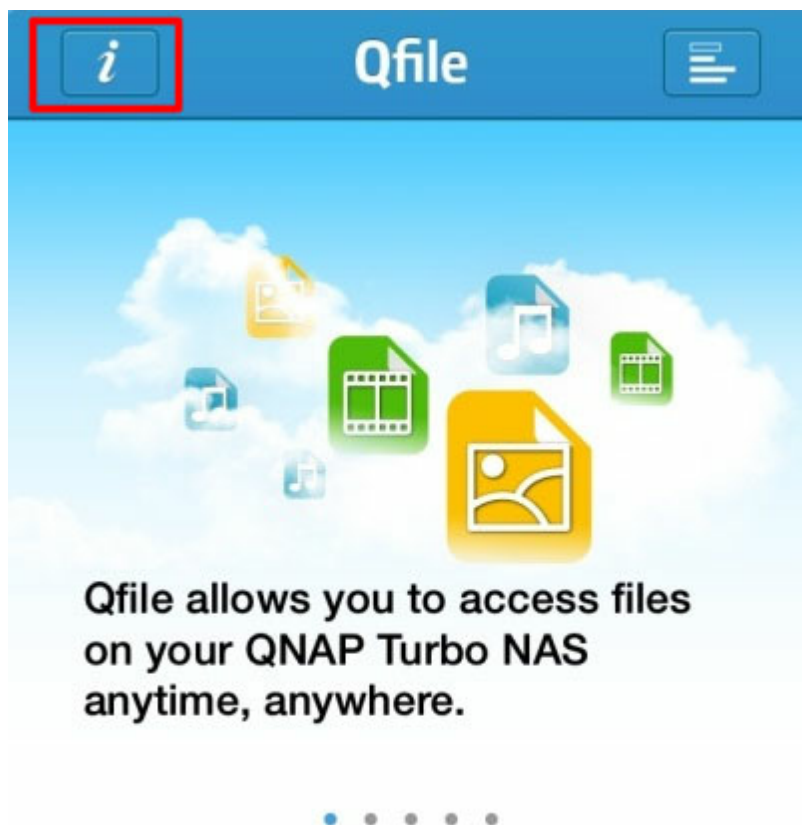 i
Qfile
Qfile allows you to access files
on your QNAP Turbo NAS
anytime, anywhere.